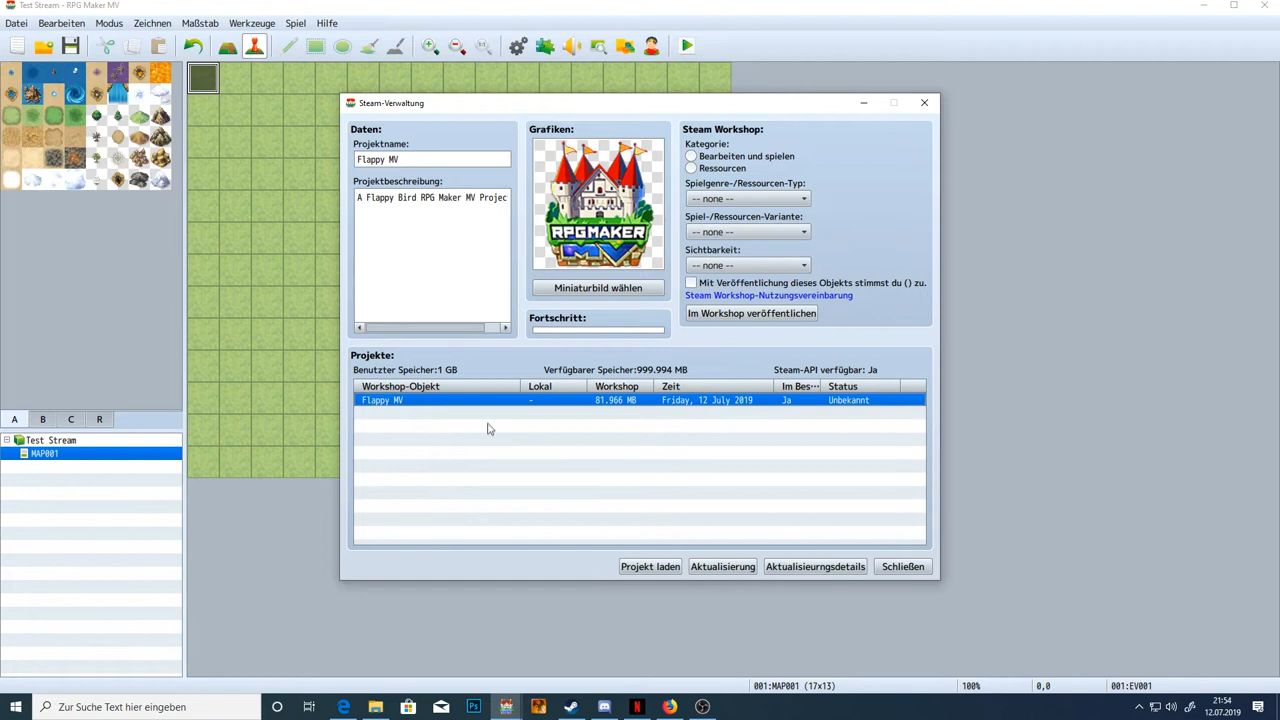 Test Stream - RPG Maker MV
Datei Bearbeiten Modus Zeichnen Maßstab Werkzeuge Spiel Hilfe
1:1
Steam-Verwaltung
Daten:
Projektname:
Flappy MV
Projektbeschreibung:
A Flappy Bird RPG Maker MV Projec
Grafiken:
RPGMAKER
MV
Miniaturbild wählen
Fortschritt:
Steam Workshop:
Kategorie:
Bearbeiten und spielen
Ressourcen
Spielgenre-/Ressourcen-Typ:
-- none --
Spiel-/Ressourcen-Variante:
-- none --
Sichtbarkeit:
-- none --
Mit Veröffentlichung dieses Objekts stimmst du () zu.
Steam Workshop-Nutzungsvereinbarung
Im Workshop veröffentlichen
Projekte:
Benutzter Speicher:1 GB Verfügbarer Speicher:999.994 MB Steam-API verfügbar: Ja
Workshop-Objekt Lokal Workshop Zeit Im Bes··· Status
Flappy MV - 81.966 MB Friday, 12 July 2019 Ja Unbekannt
Projekt laden Aktualisierung Aktualisieurngsdetails Schließen
A B C R
Test Stream
MAP001
001:MAP001 (17×13) 100% 0,0 001:EV001
Zur Suche Text hier eingeben
21:54
12.07.2019